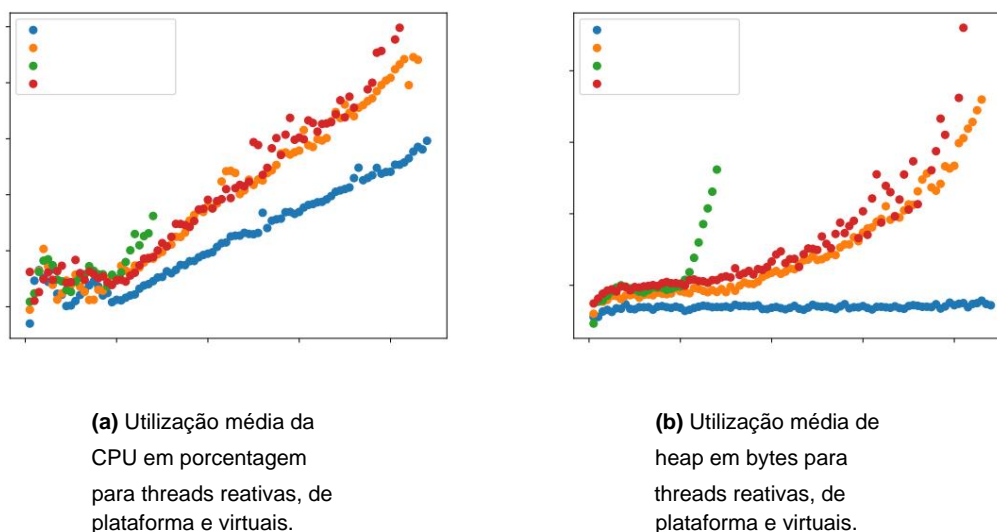 (a) Utilização média da
CPU em porcentagem
para threads reativas, de
plataforma e virtuais.
(b) Utilização média de
heap em bytes para
threads reativas, de
plataforma e virtuais.